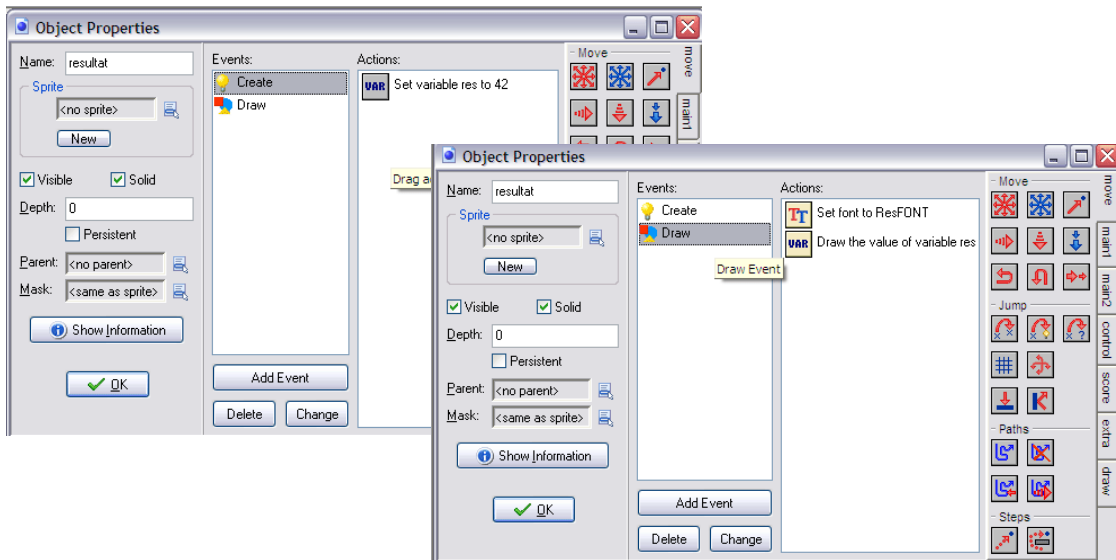 Object Properties
Name: resultat
Sprite
<no sprite>
New
Visible
Solid
Depth: 0
Persistent
Parent: <no parent>
Mask: <same as sprite>
Show Information
OK
Events:
Create
Draw
Add Event
Delete
Change
Actions:
Set variable res to 42
VAR
Move
move
main1
Object Properties
Name: resultat
Sprite
<no sprite>
New
Visible
Solid
Depth: 0
Persistent
Parent: <no parent>
Mask: <same as sprite>
Show Information
OK
Events:
Create
Draw
Draw Event
Add Event
Delete
Change
Actions:
TT Set font to ResFONT
VAR Draw the value of variable res
Move
Jump
Paths
Steps
move
main1
main2
control
score
extra
draw